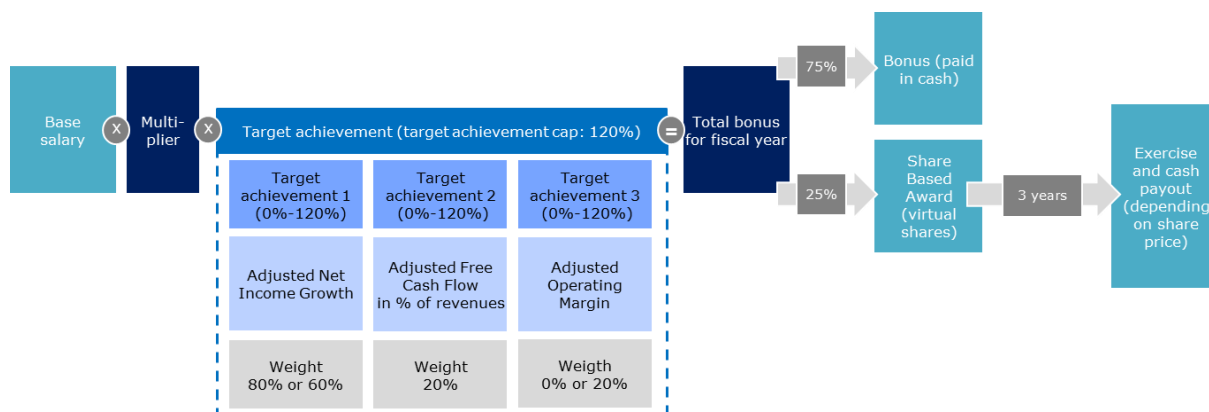 Base
salary
X
Multi-
plier
X
Target achievement (target achievement cap: 120%)
=
Total bonus
for fiscal year
75%
Bonus (paid
in cash)
25%
Share
Based
Award
(virtual
shares)
3 years
Exercise
and cash
payout
(depending
on share
price)
Target
achievement 1
(0%-120%)
Target
achievement 2
(0%-120%)
Target
achievement 3
(0%-120%)
Adjusted Net
Income Growth
Adjusted Free
Cash Flow
in % of revenues
Adjusted
Operating
Margin
Weight
80% or 60%
Weight
20%
Weigth
0% or 20%